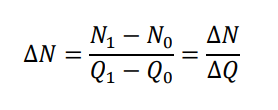 ΔN = (N₁ − N₀) / (Q₁ − Q₀) = ΔN / ΔQ